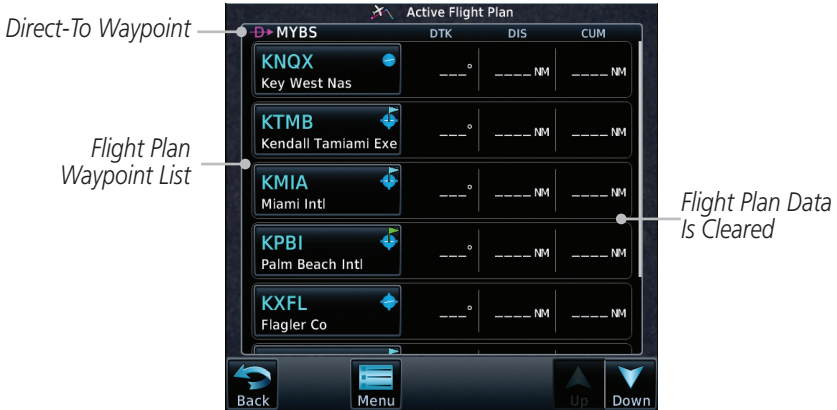 Active Flight Plan
Direct-To Waypoint
D MYBS DTK DIS CUM
KNQX
Key West Nas
___° ____NM ____NM
KTMB
Kendall Tamiami Exe
___° ____NM ____NM
Flight Plan
Waypoint List
KMIA
Miami Intl
___° ____NM ____NM
Flight Plan Data
Is Cleared
KPBI
Palm Beach Intl
___° ____NM ____NM
KXFL
Flagler Co
___° ____NM ____NM
Back Menu Up Down